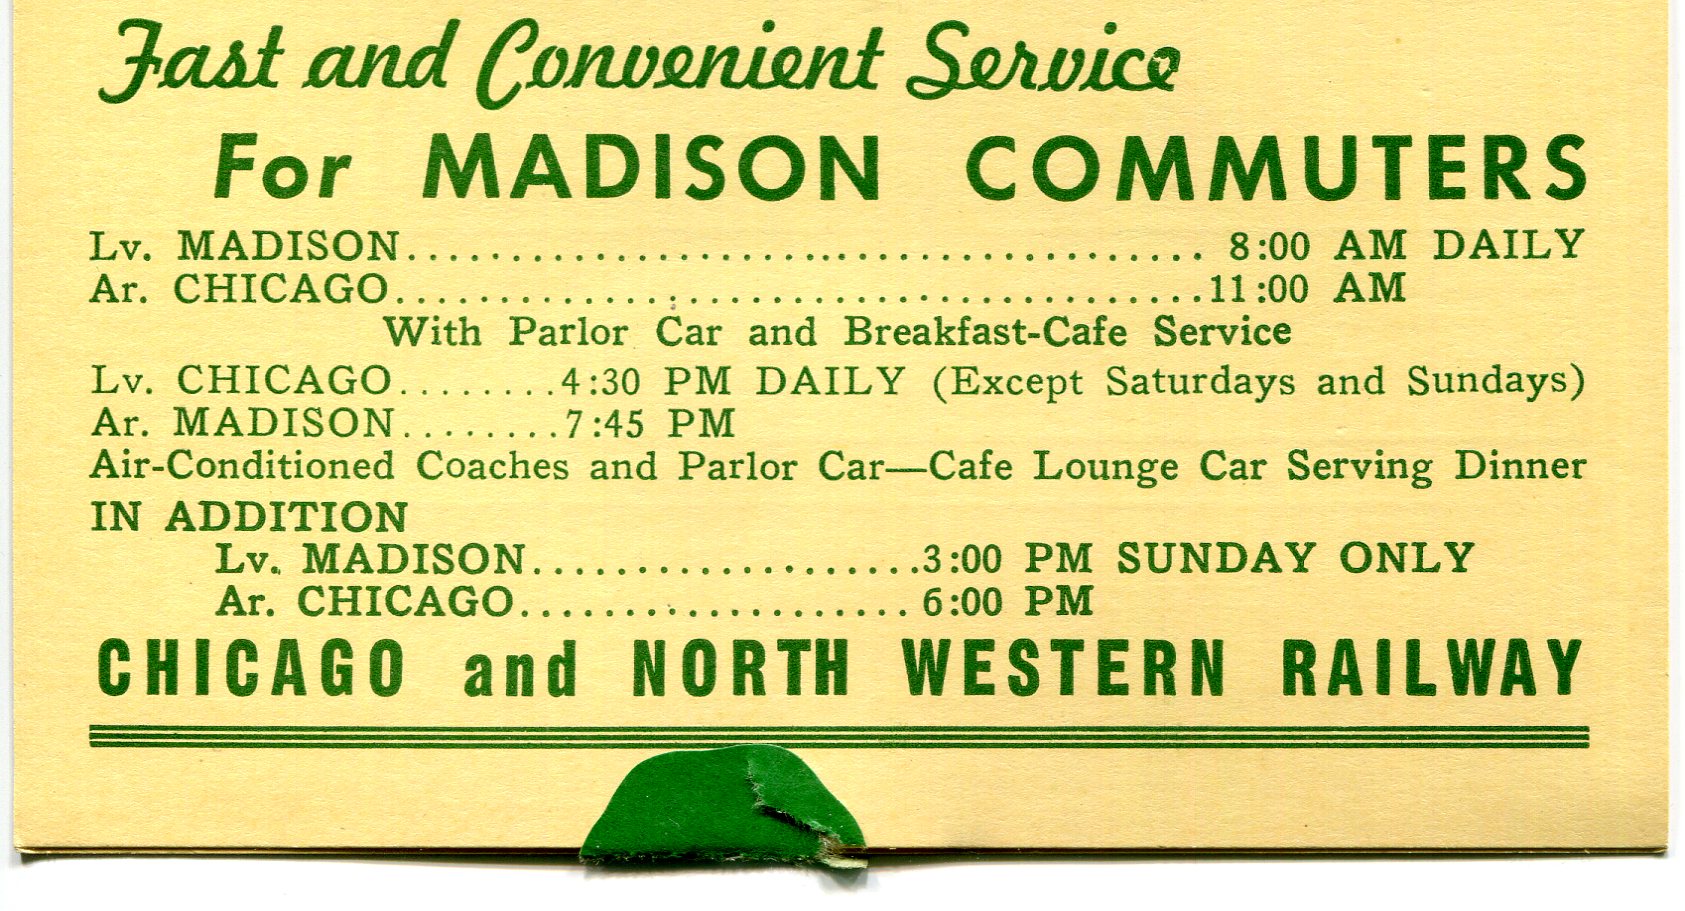 Fast and Convenient Service
For MADISON COMMUTERS
Lv. MADISON...................................... 8:00 AM DAILY
Ar. CHICAGO.......................................11:00 AM
With Parlor Car and Breakfast-Cafe Service
Lv. CHICAGO........4:30 PM DAILY (Except Saturdays and Sundays)
Ar. MADISON........7:45 PM
Air-Conditioned Coaches and Parlor Car—Cafe Lounge Car Serving Dinner
IN ADDITION
Lv. MADISON...................3:00 PM SUNDAY ONLY
Ar. CHICAGO................... 6:00 PM
CHICAGO and NORTH WESTERN RAILWAY